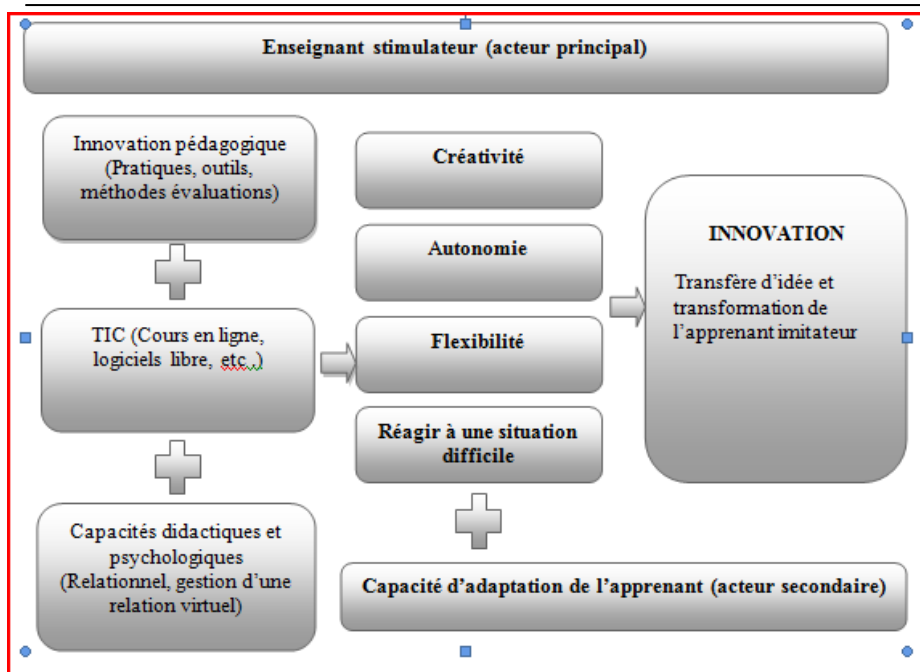 Enseignant stimulateur (acteur principal)
Innovation pédagogique
(Pratiques, outils,
méthodes évaluations)
TIC (Cours en ligne,
logiciels libre, etc.,)
Capacités didactiques et
psychologiques
(Relationnel, gestion d’une
relation virtuel)
Créativité
Autonomie
Flexibilité
Réagir à une situation
difficile
Capacité d’adaptation de l’apprenant (acteur secondaire)
INNOVATION
Transfère d’idée et
transformation de
l’apprenant imitateur